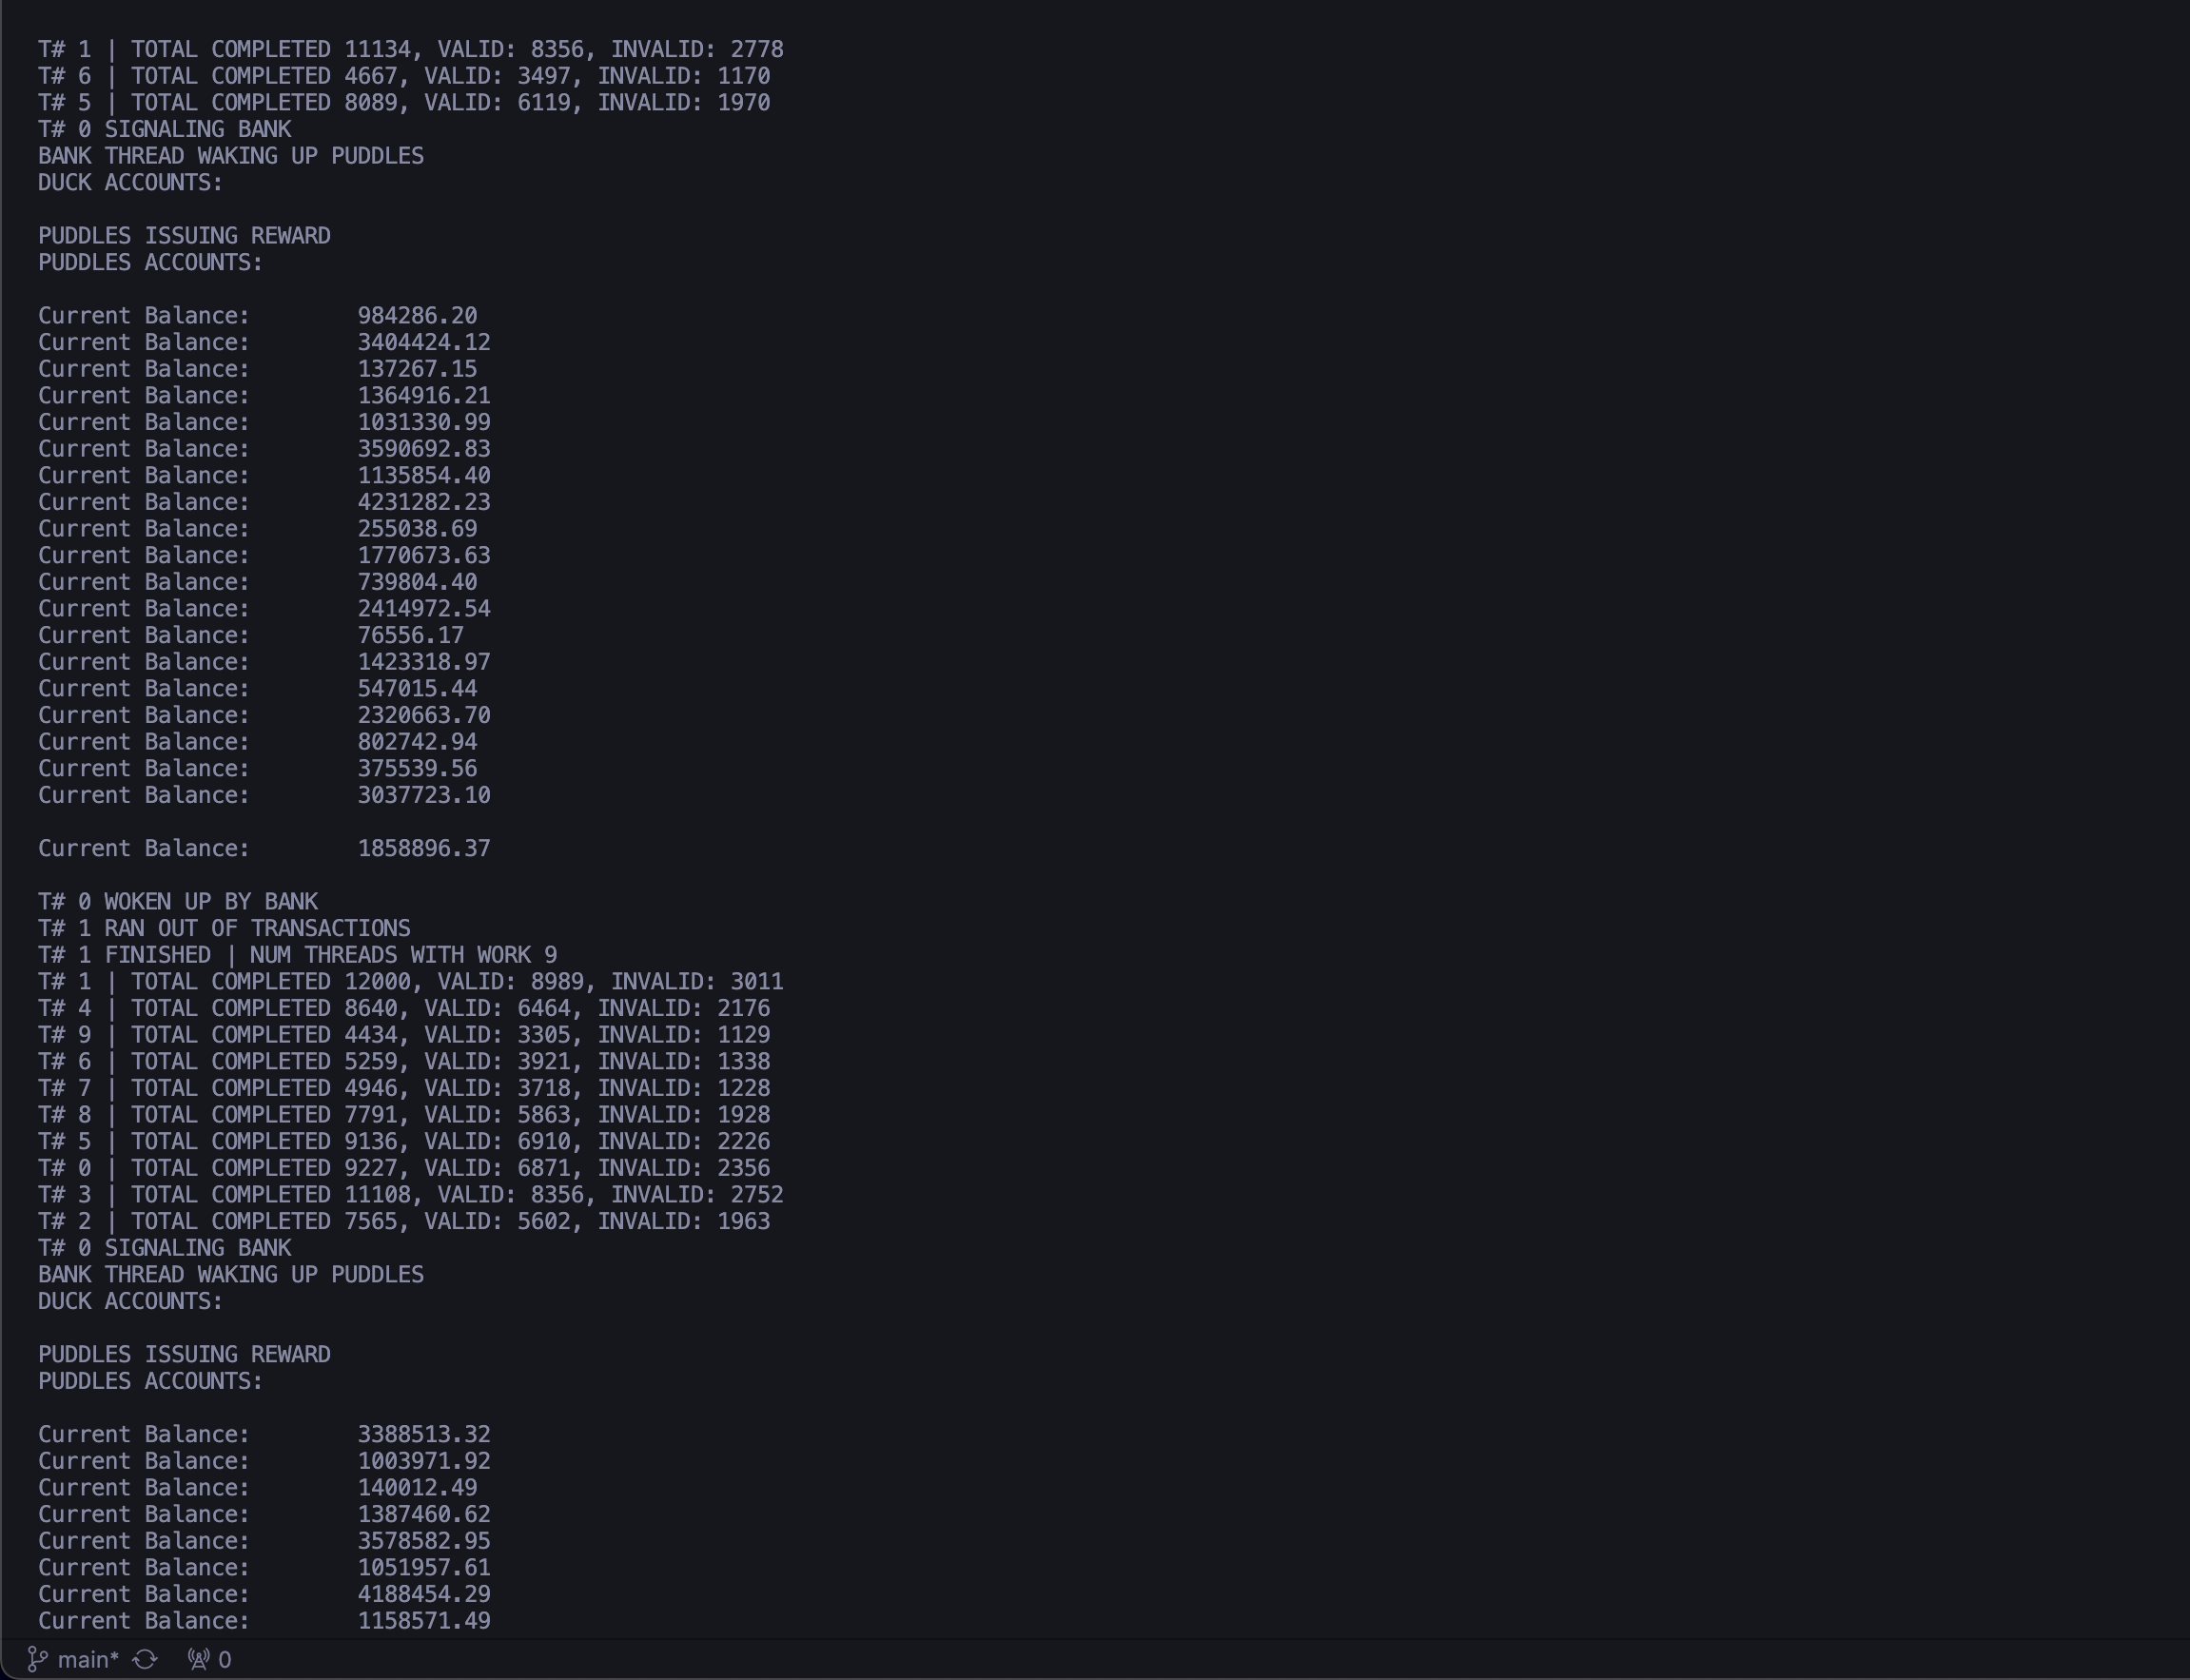 T# 1 | TOTAL COMPLETED 11134, VALID: 8356, INVALID: 2778
T# 6 | TOTAL COMPLETED 4667, VALID: 3497, INVALID: 1170
T# 5 | TOTAL COMPLETED 8089, VALID: 6119, INVALID: 1970
T# 0 SIGNALING BANK
BANK THREAD WAKING UP PUDDLES
DUCK ACCOUNTS:
PUDDLES ISSUING REWARD
PUDDLES ACCOUNTS:
Current Balance: 984286.20
Current Balance: 3404424.12
Current Balance: 137267.15
Current Balance: 1364916.21
Current Balance: 1031330.99
Current Balance: 3590692.83
Current Balance: 1135854.40
Current Balance: 4231282.23
Current Balance: 255038.69
Current Balance: 1770673.63
Current Balance: 739804.40
Current Balance: 2414972.54
Current Balance: 76556.17
Current Balance: 1423318.97
Current Balance: 547015.44
Current Balance: 2320663.70
Current Balance: 802742.94
Current Balance: 375539.56
Current Balance: 3037723.10
Current Balance: 1858896.37
T# 0 WOKEN UP BY BANK
T# 1 RAN OUT OF TRANSACTIONS
T# 1 FINISHED | NUM THREADS WITH WORK 9
T# 1 | TOTAL COMPLETED 12000, VALID: 8989, INVALID: 3011
T# 4 | TOTAL COMPLETED 8640, VALID: 6464, INVALID: 2176
T# 9 | TOTAL COMPLETED 4434, VALID: 3305, INVALID: 1129
T# 6 | TOTAL COMPLETED 5259, VALID: 3921, INVALID: 1338
T# 7 | TOTAL COMPLETED 4946, VALID: 3718, INVALID: 1228
T# 8 | TOTAL COMPLETED 7791, VALID: 5863, INVALID: 1928
T# 5 | TOTAL COMPLETED 9136, VALID: 6910, INVALID: 2226
T# 0 | TOTAL COMPLETED 9227, VALID: 6871, INVALID: 2356
T# 3 | TOTAL COMPLETED 11108, VALID: 8356, INVALID: 2752
T# 2 | TOTAL COMPLETED 7565, VALID: 5602, INVALID: 1963
T# 0 SIGNALING BANK
BANK THREAD WAKING UP PUDDLES
DUCK ACCOUNTS:
PUDDLES ISSUING REWARD
PUDDLES ACCOUNTS:
Current Balance: 3388513.32
Current Balance: 1003971.92
Current Balance: 140012.49
Current Balance: 1387460.62
Current Balance: 3578582.95
Current Balance: 1051957.61
Current Balance: 4188454.29
Current Balance: 1158571.49
main* 0